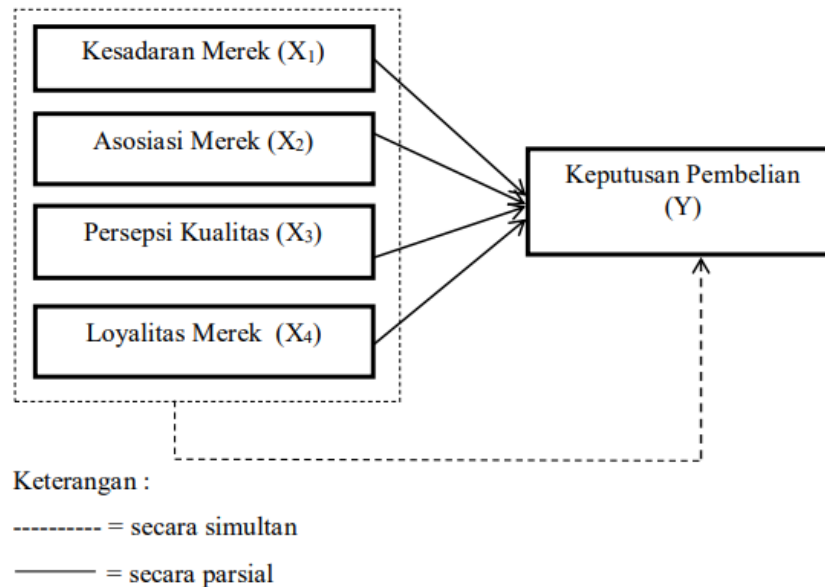 Kesadaran Merek (X₁)
Asosiasi Merek (X₂)
Persepsi Kualitas (X₃)
Loyalitas Merek (X₄)
Keputusan Pembelian
(Y)
Keterangan :
---------- = secara simultan
——— = secara parsial